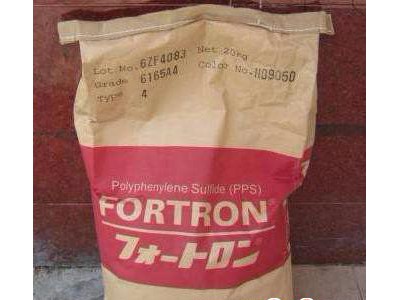 Lot No. 6ZF4083 Net 20kg
Grade 6165A4 Color No. HD9050
Type 4
Polyphenylene Sulfide (PPS)
FORTRON®
フォートロン®